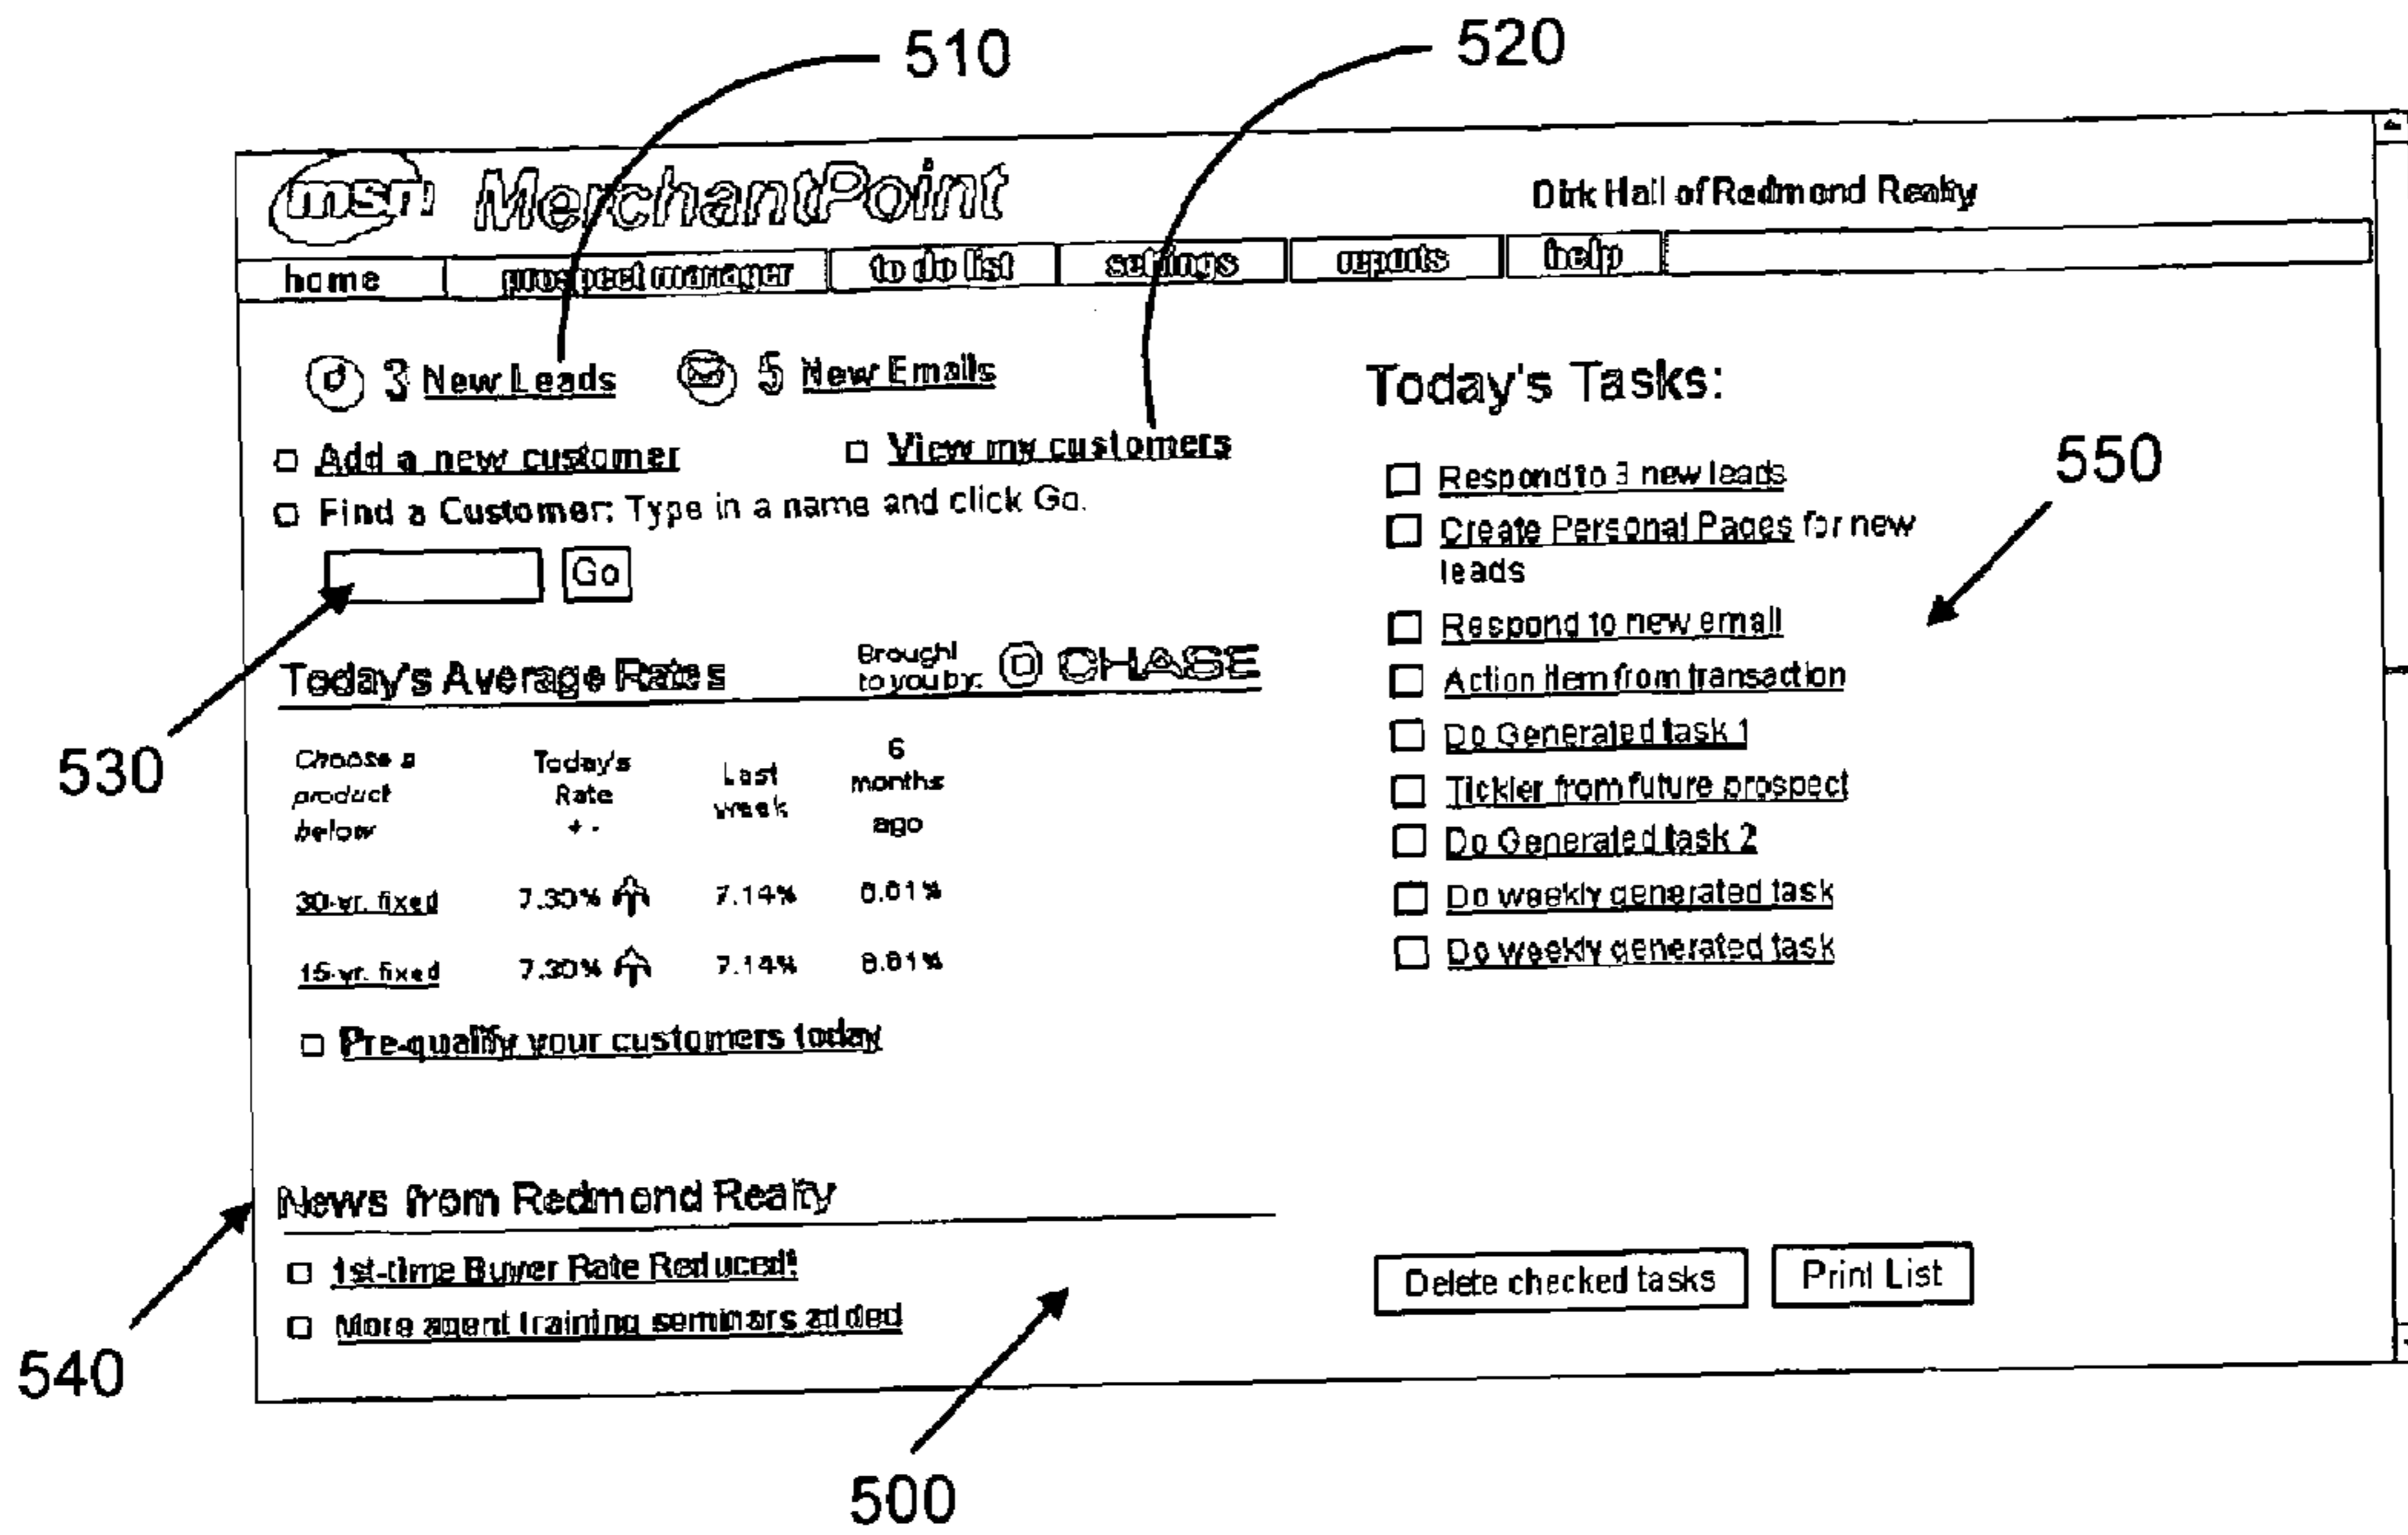 510
520
msn MerchantPoint
Dirk Hall of Redmond Realty
home
prospect manager
to do list
settings
reports
help
3 New Leads
5 New Emails
Add a new customer
View my customers
Find a Customer: Type in a name and click Go.
Go
530
Today's Average Rates
Brought
to you by:
CHASE
Choose a
product
below
Today's
Rate
+ -
Last
week
6
months
ago
30-yr. fixed
7.30%
7.14%
15-yr. fixed
7.30%
7.14%
Pre-qualify your customers today
540
News from Redmond Realty
1st-time Buyer Rate Reduced!
More agent training seminars added
500
Today's Tasks:
550
Respond to 3 new leads
Create Personal Pages for new
leads
Respond to new email
Action item from transaction
Do Generated task 1
Tickler from future prospect
Do Generated task 2
Do weekly generated task
Do weekly generated task
Delete checked tasks
Print List